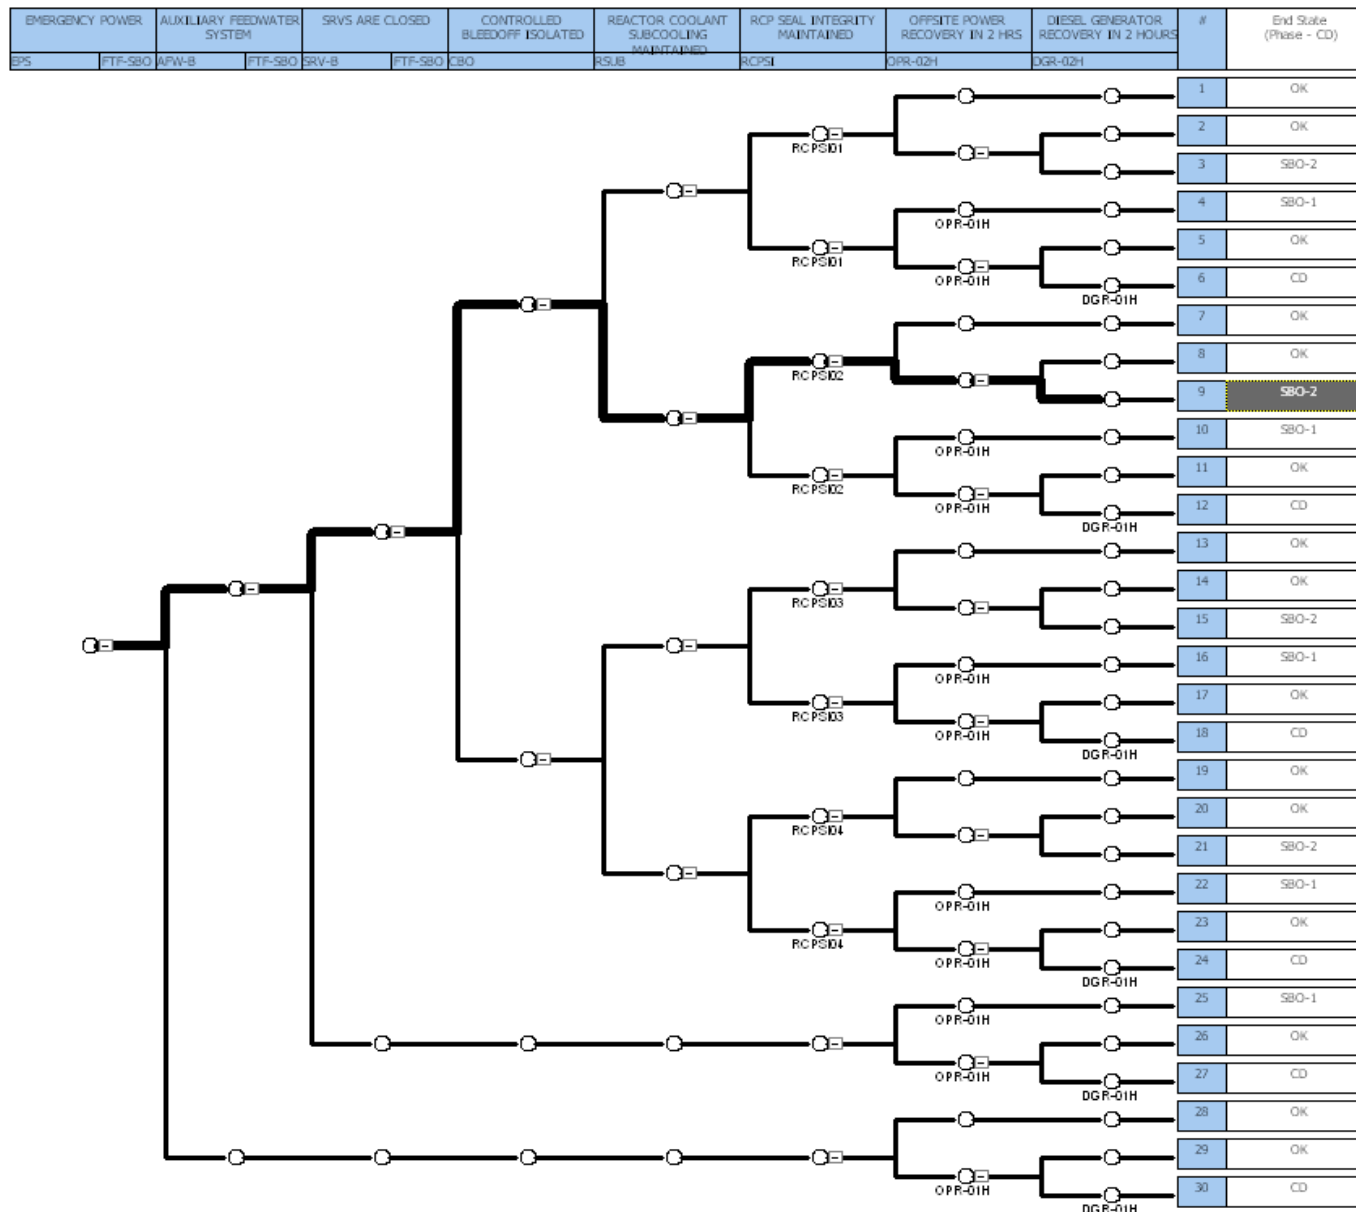 EMERGENCY POWER
AUXILIARY FEEDWATER
SYSTEM
SRVS ARE CLOSED
CONTROLLED
BLEEDOFF ISOLATED
REACTOR COOLANT
SUBCOOLING
MAINTAINED
RCP SEAL INTEGRITY
MAINTAINED
OFFSITE POWER
RECOVERY IN 2 HRS
DIESEL GENERATOR
RECOVERY IN 2 HOURS
#
End State
(Phase - CD)
EPS
FTF-SBO
AFW-B
FTF-SBO
SRV-B
FTF-SBO
CBO
RSUB
RCPSI
OPR-02H
DGR-02H
1 OK
2 OK
RCPSI01
3 SBO-2
4 SBO-1
OPR-01H
5 OK
RCPSI01
OPR-01H
6 CD
DGR-01H
7 OK
8 OK
RCPSI02
9 SBO-2
10 SBO-1
OPR-01H
11 OK
RCPSI02
OPR-01H
12 CD
DGR-01H
13 OK
14 OK
RCPSI03
15 SBO-2
16 SBO-1
OPR-01H
17 OK
RCPSI03
OPR-01H
18 CD
DGR-01H
19 OK
20 OK
RCPSI04
21 SBO-2
22 SBO-1
OPR-01H
23 OK
RCPSI04
OPR-01H
24 CD
DGR-01H
25 SBO-1
OPR-01H
26 OK
OPR-01H
27 CD
DGR-01H
28 OK
29 OK
OPR-01H
30 CD
DGR-01H